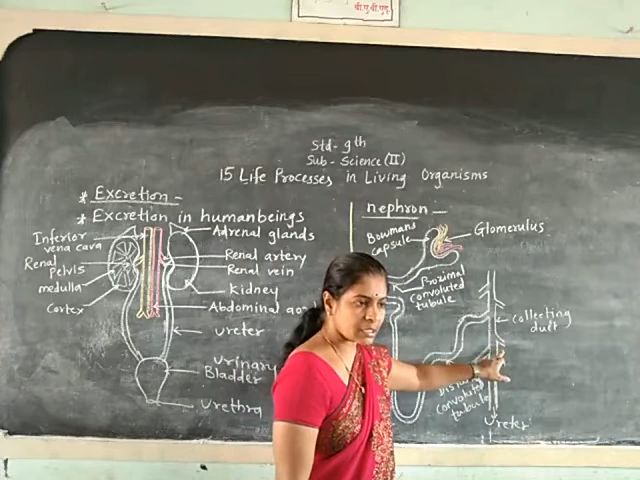 बी.यु.बी.एड्
Std- 9th
Sub- Science (II)
15 Life Processes in Living Organisms
* Excretion -
* Excretion in humanbeings
Inferior
vena cava
Renal
Pelvis
medulla
Cortex
Adrenal glands
Renal artery
Renal vein
Kidney
Abdominal ao
ureter
Urinary
Bladder
Urethra
nephron
Bowmans
capsule
Glomerulus
Proximal
convoluted
tubule
Collecting
duct
convoluted
tubule
Ureter